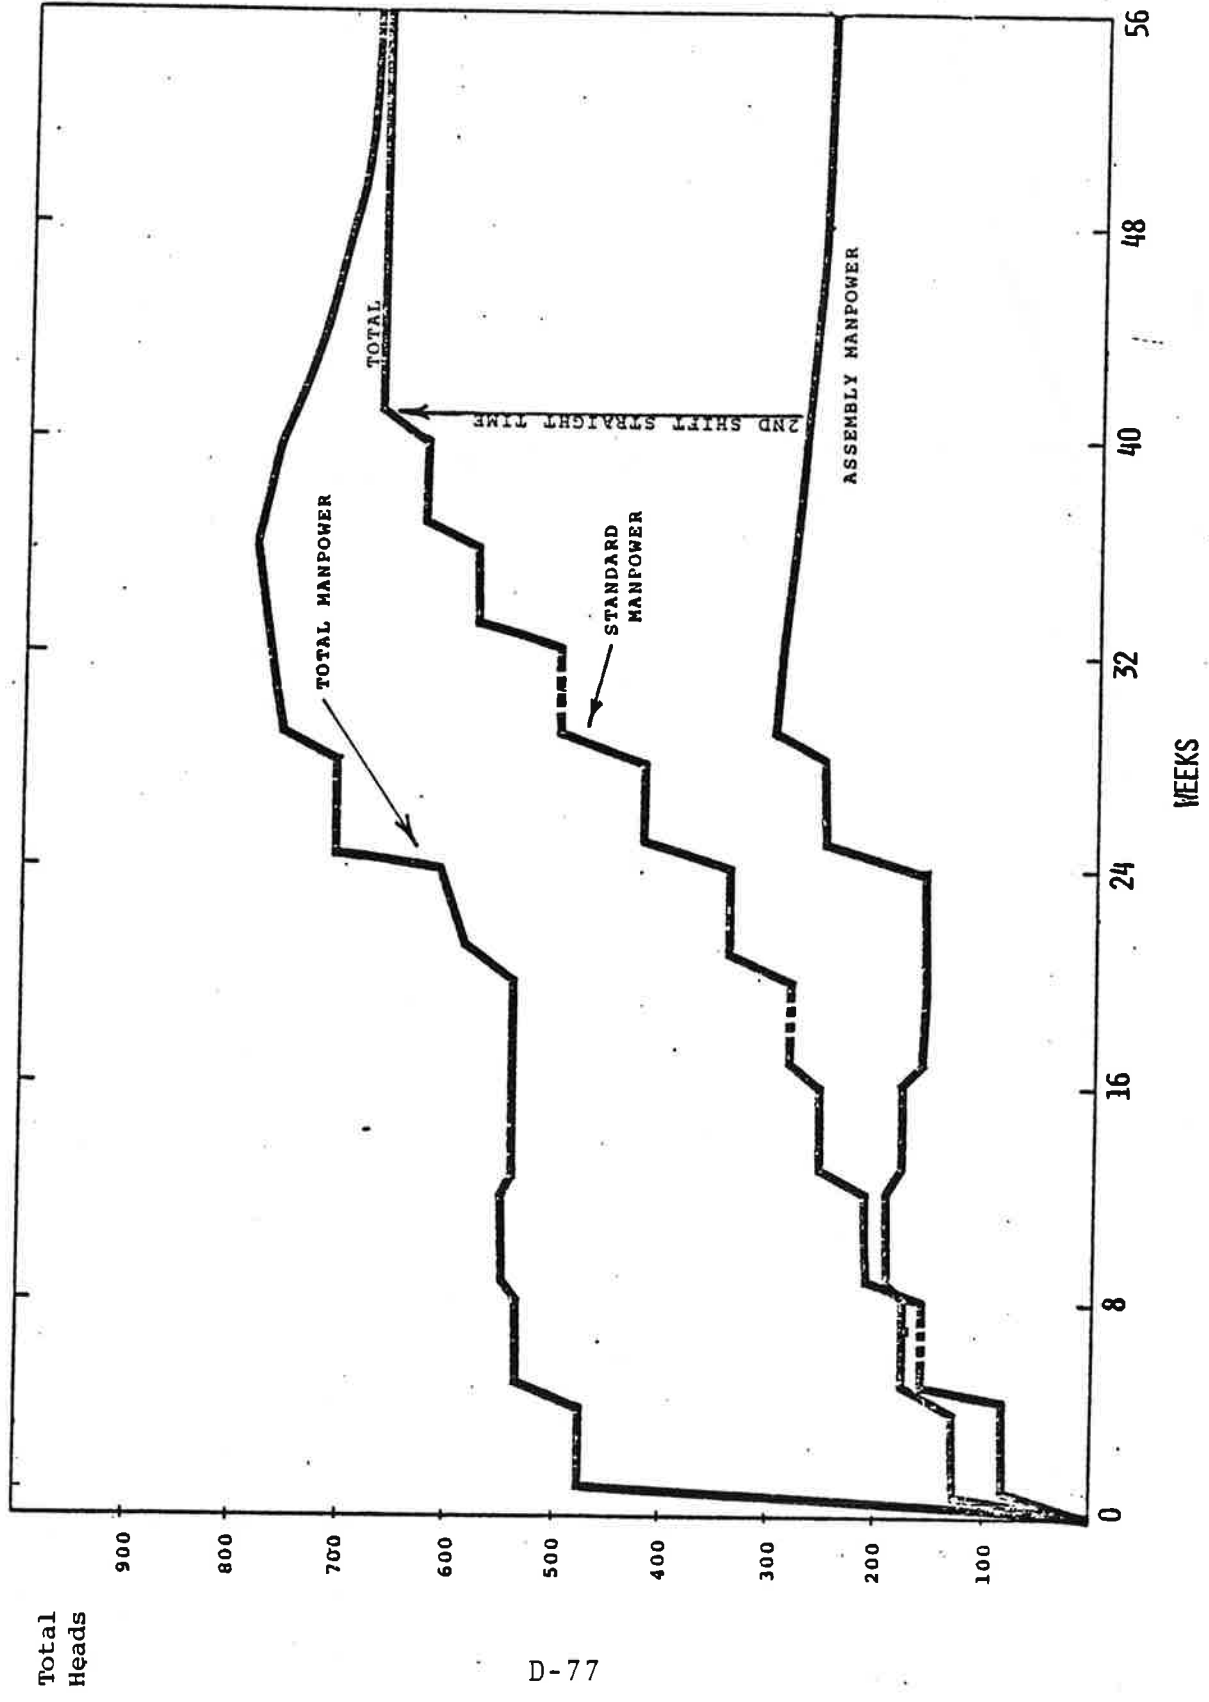 Total
Heads
900
800
700
600
500
400
300
200
100
0
8
16
24
32
40
48
56
WEEKS
TOTAL MANPOWER
STANDARD
MANPOWER
TOTAL
2ND SHIFT STRAIGHT TIME
ASSEMBLY MANPOWER
D-77